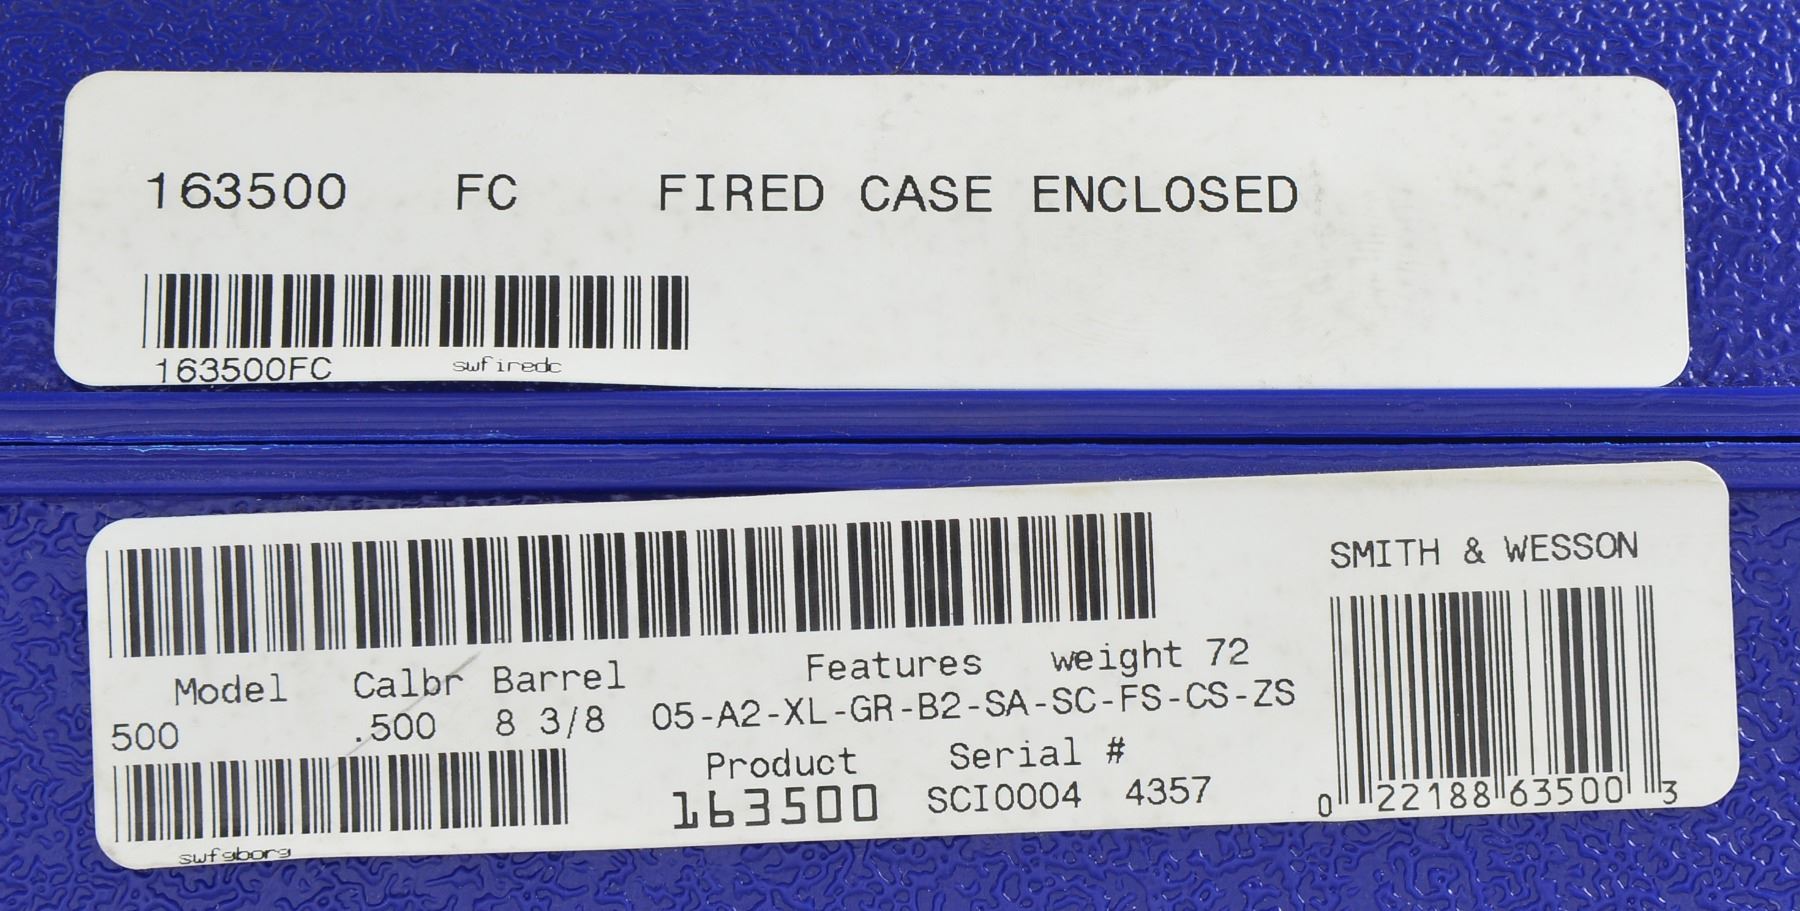 163500 FC FIRED CASE ENCLOSED
163500FC swfiredc
SMITH & WESSON
Model Calbr Barrel Features weight 72
500 .500 8 3/8 05-A2-XL-GR-B2-SA-SC-FS-CS-ZS
Product Serial #
163500 SCI0004 4357
0 22188 63500 3
swfgborg